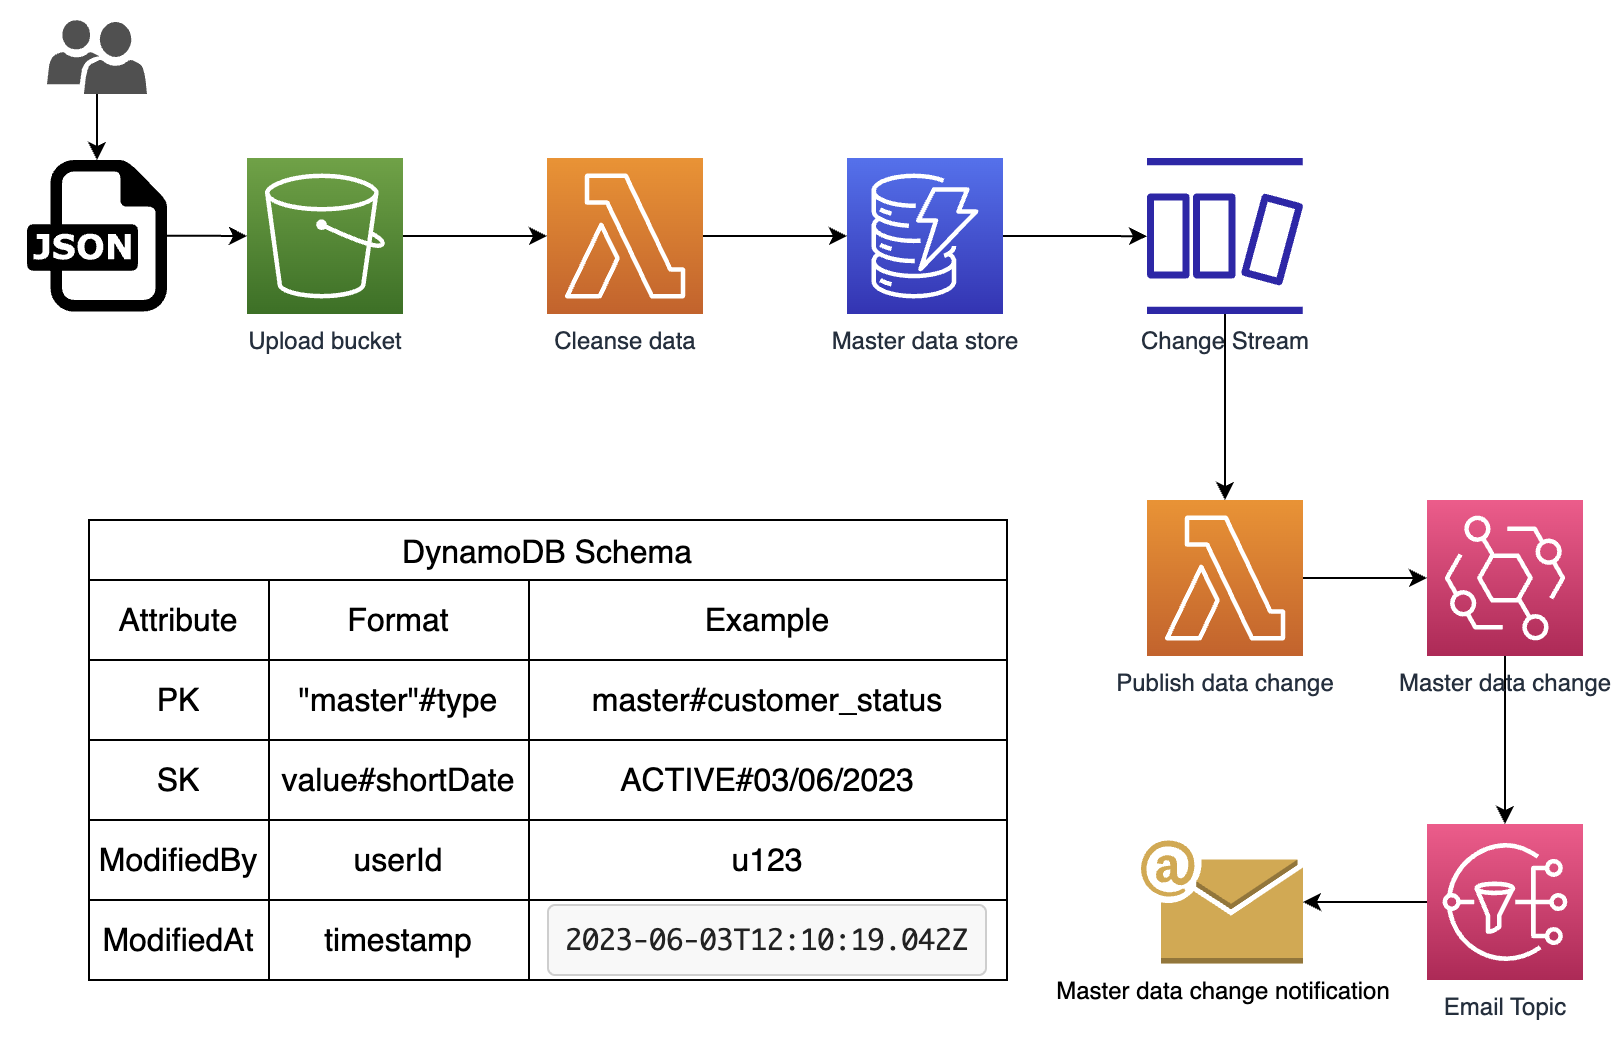 JSON
Upload bucket
Cleanse data
Master data store
Change Stream
DynamoDB Schema
Attribute Format Example
PK "master"#type master#customer_status
SK value#shortDate ACTIVE#03/06/2023
ModifiedBy userId u123
ModifiedAt timestamp 2023-06-03T12:10:19.042Z
Publish data change
Master data change
@
Master data change notification
Email Topic